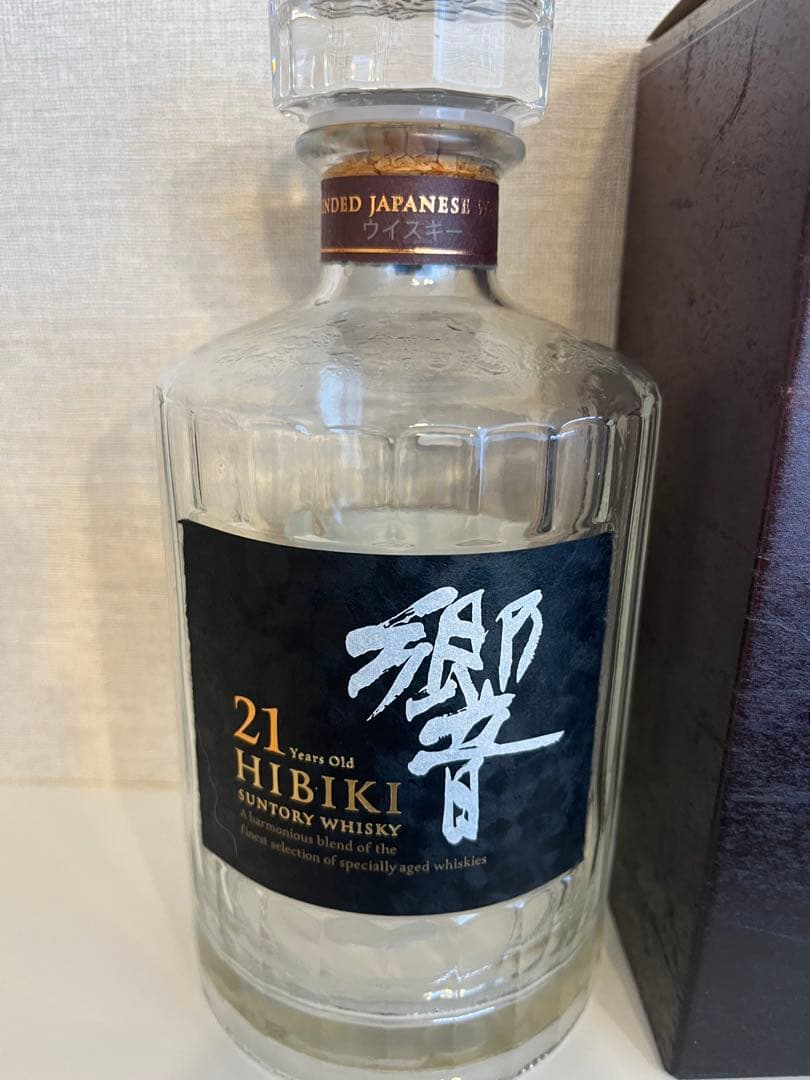 ENDED JAPANESE W
ウイスキー
響
21 Years Old
HIBIKI
SUNTORY WHISKY
A harmonious blend of the
finest selection of specially aged whiskies